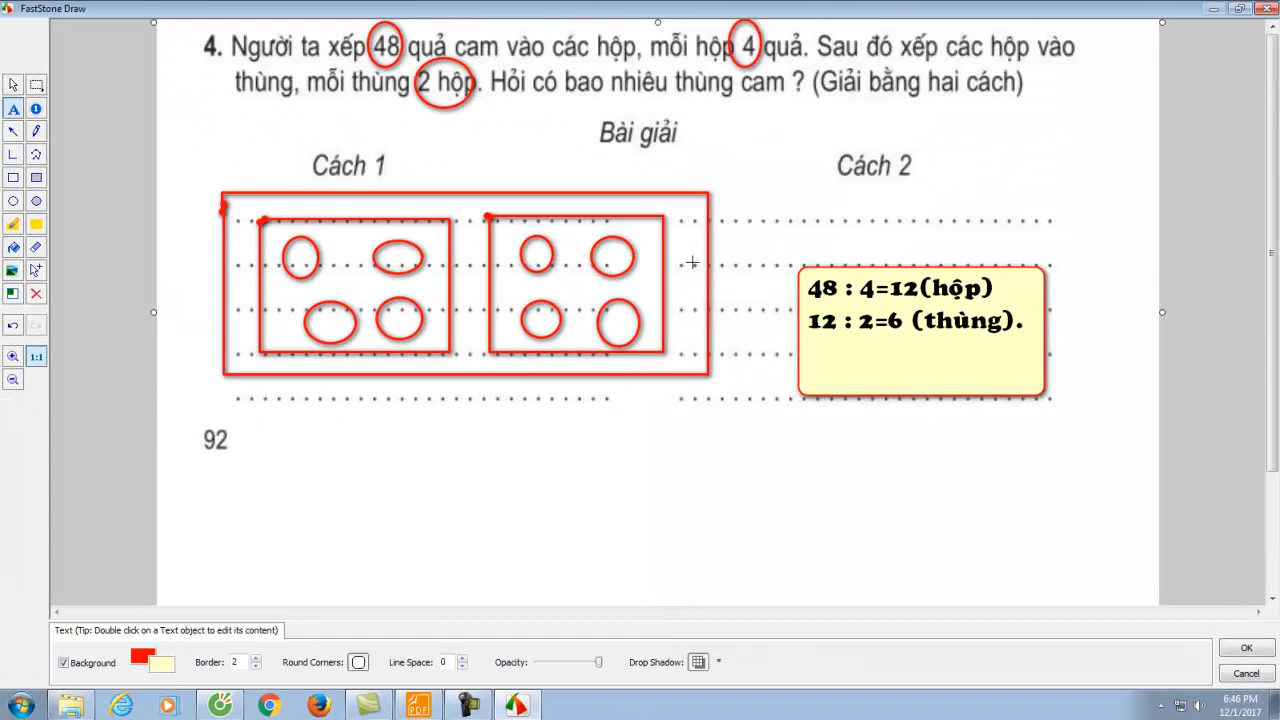 FastStone Draw
4. Người ta xếp 48 quả cam vào các hộp, mỗi hộp 4 quả. Sau đó xếp các hộp vào
thùng, mỗi thùng 2 hộp. Hỏi có bao nhiêu thùng cam ? (Giải bằng hai cách)
Bài giải
Cách 1
Cách 2
48 : 4=12(hộp)
12 : 2=6 (thùng).
92
Text (Tip: Double click on a Text object to edit its content)
Background
Border: 2
Round Corners:
Line Space: 0
Opacity:
Drop Shadow:
*
OK
Cancel
1:1
A
PDF
6:46 PM
12/1/2017